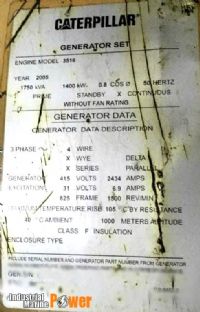 CATERPILLAR
GENERATOR SET
ENGINE MODEL 3516
YEAR 2005
1750 kVA 1400 kW 0.8 COS Ø 50 HERTZ
PRIME STANDBY X CONTINUOUS
WITHOUT FAN RATING
GENERATOR DATA
GENERATOR DATA DESCRIPTION
3 PHASE 4 WIRE
X WYE DELTA
X SERIES PARALLEL
GENERATOR 415 VOLTS 2434 AMPS
EXCITATION 31 VOLTS 6.9 AMPS
825 FRAME 1500 REV/MIN
RISE 105 °C BY RESISTANCE
40 °C AMBIENT 1000 METERS ALTITUDE
CLASS F INSULATION
ENCLOSURE TYPE
INCLUDE SERIAL NUMBER AND GENERATOR PART NUMBER FROM GENERATOR
GEN S/N
Industrial
Marine Power